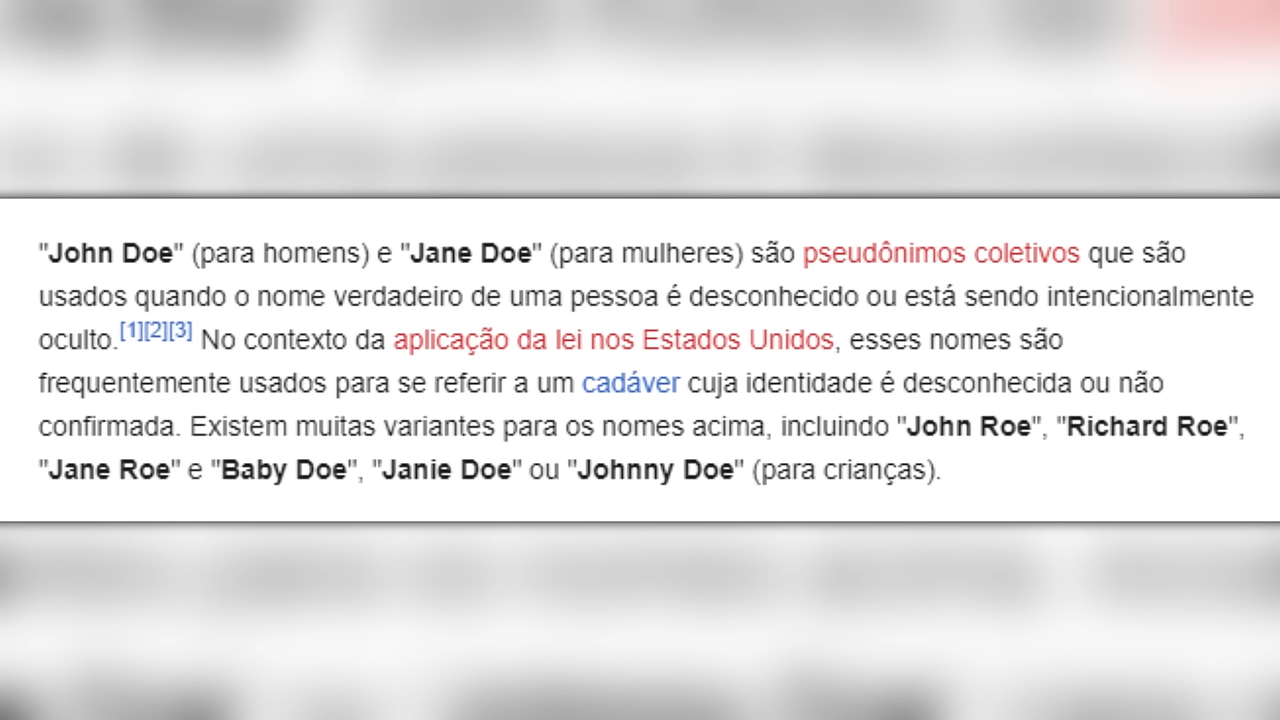 "John Doe" (para homens) e "Jane Doe" (para mulheres) são pseudônimos coletivos que são
usados quando o nome verdadeiro de uma pessoa é desconhecido ou está sendo intencionalmente
oculto.[1][2][3] No contexto da aplicação da lei nos Estados Unidos, esses nomes são
frequentemente usados para se referir a um cadáver cuja identidade é desconhecida ou não
confirmada. Existem muitas variantes para os nomes acima, incluindo "John Roe", "Richard Roe",
"Jane Roe" e "Baby Doe", "Janie Doe" ou "Johnny Doe" (para crianças).